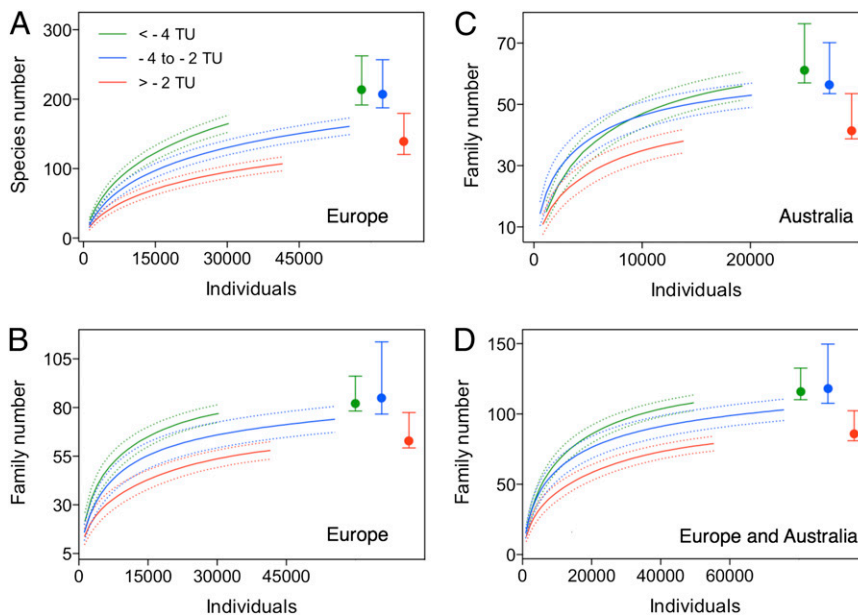 A
Species number
300
200
100
0
< - 4 TU
- 4 to - 2 TU
> - 2 TU
Europe
0 15000 30000 45000
Individuals
C
Family number
70
50
30
10
Australia
0 10000 20000
Individuals
B
Family number
105
80
55
30
5
Europe
0 15000 30000 45000
Individuals
D
Family number
150
100
50
0
Europe and Australia
0 20000 40000 60000
Individuals